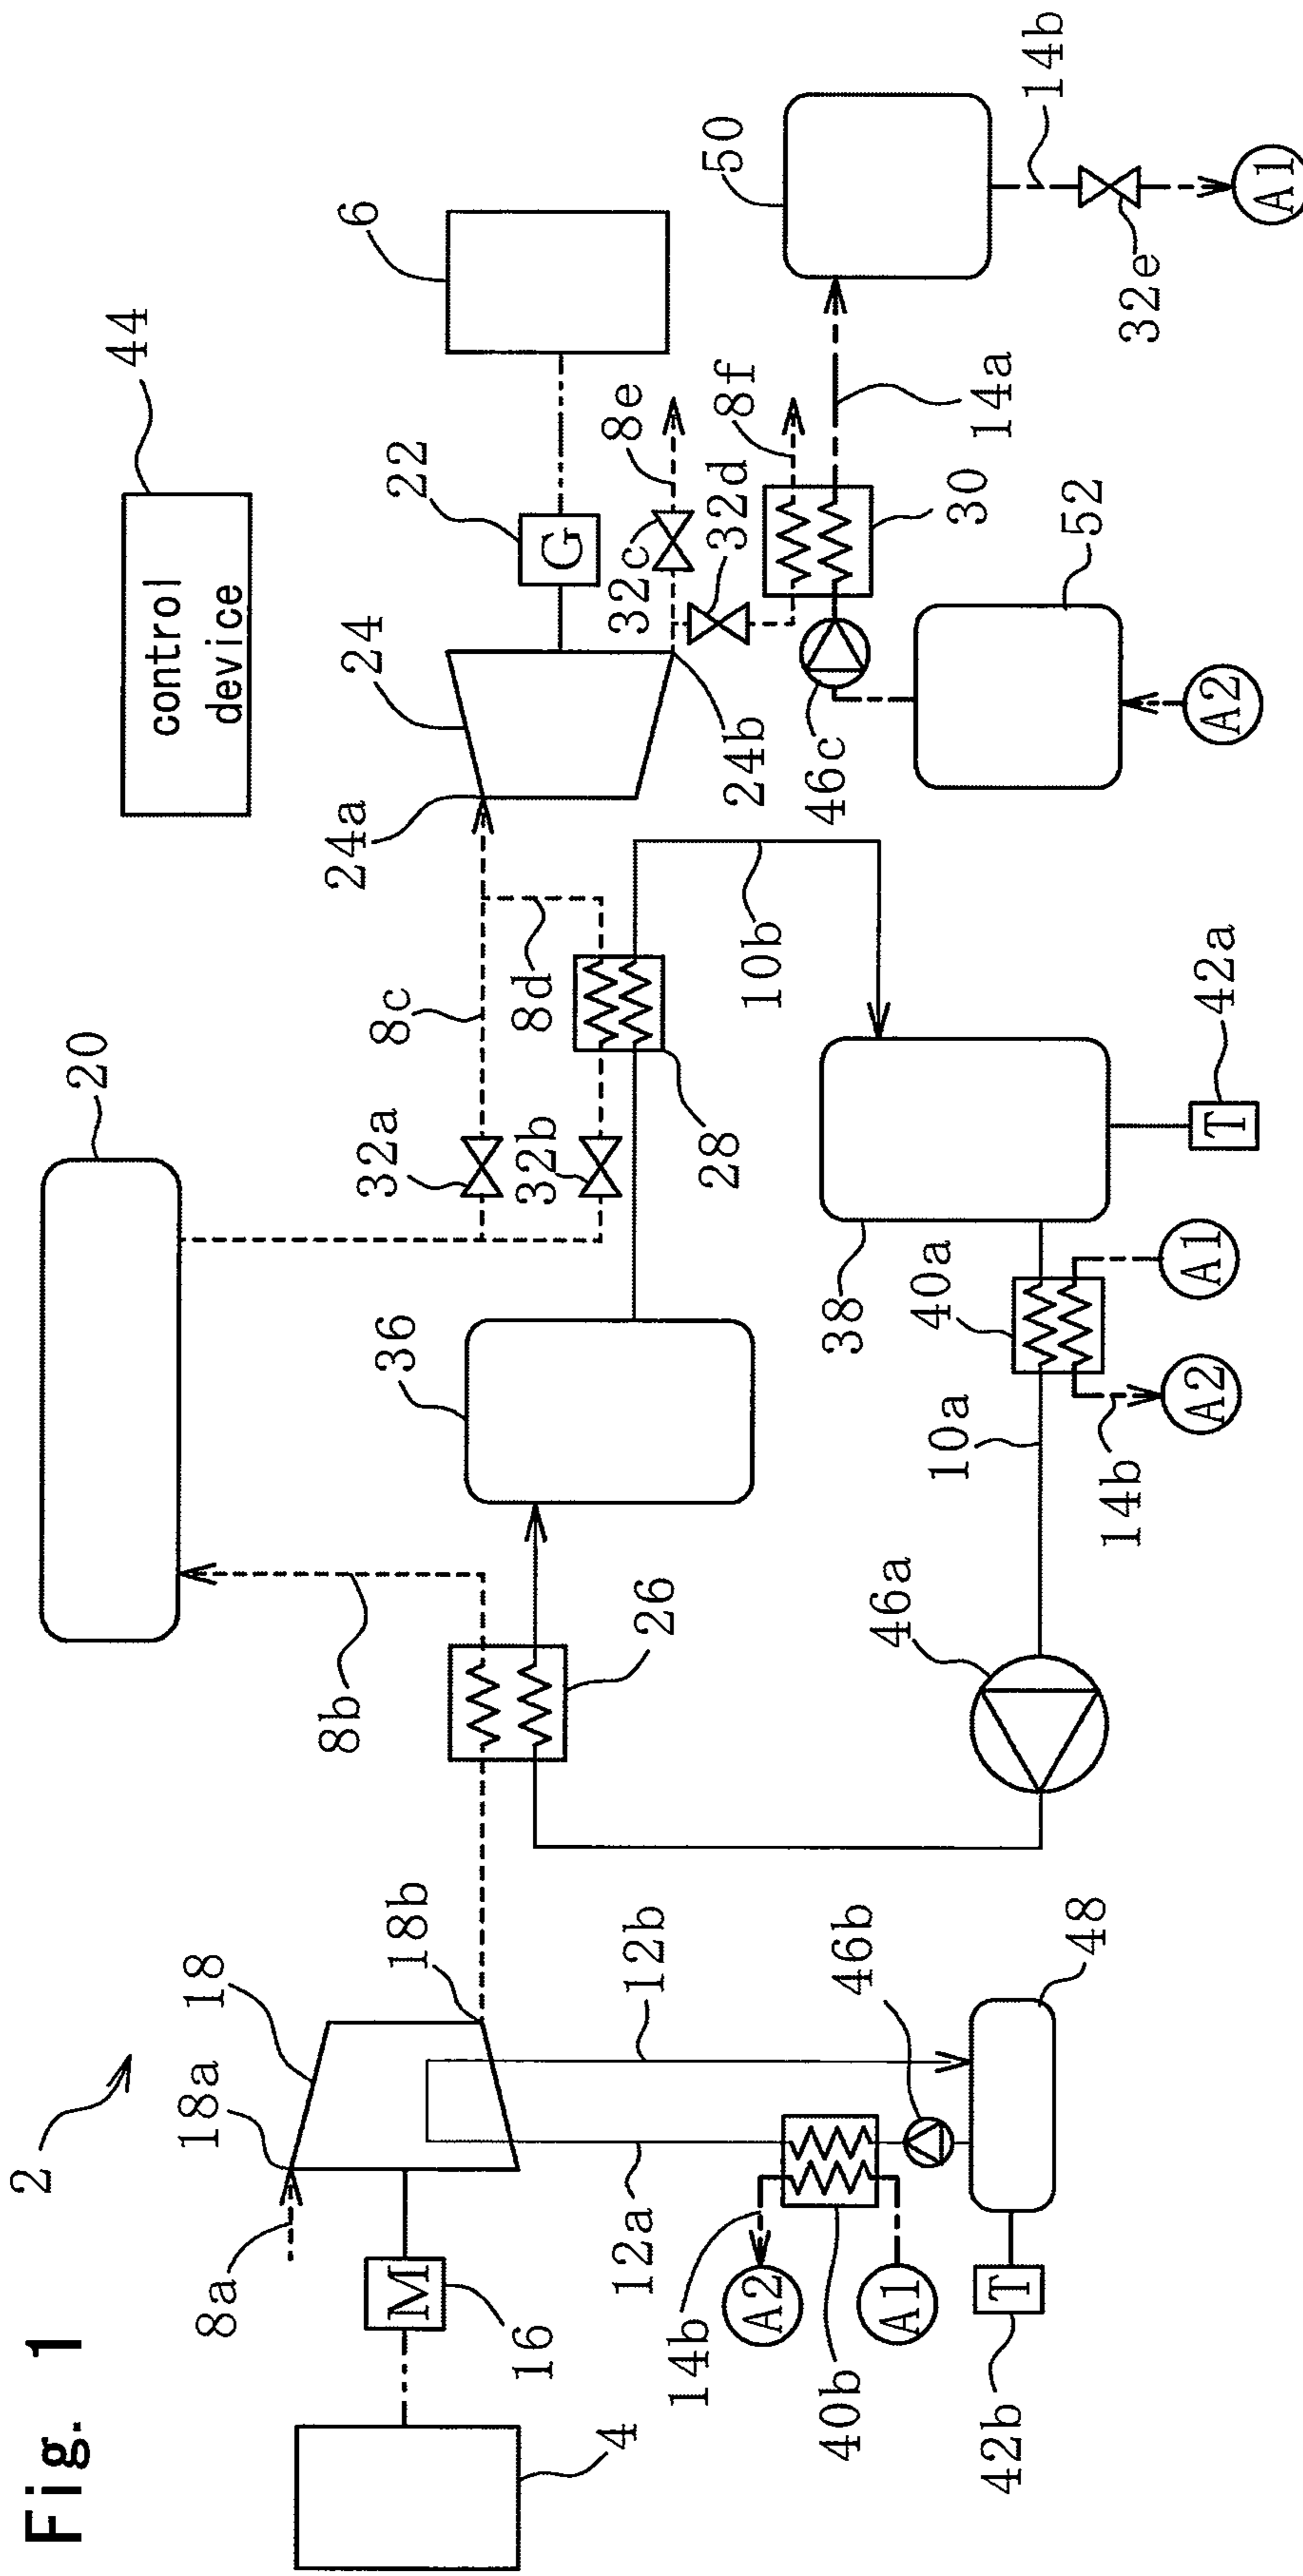 Fig. 1
2
44
control
device
20
6
22
G
24
24a
24b
8c
8d
8e
8f
32a
32b
32c
32d
50
14b
32e
A1
14a
30
52
46c
A2
10b
28
36
38
42a
T
40a
A1
A2
14b
10a
46a
26
8b
18
18a
18b
8a
M
16
4
12a
12b
46b
48
14b
A2
A1
40b
T
42b